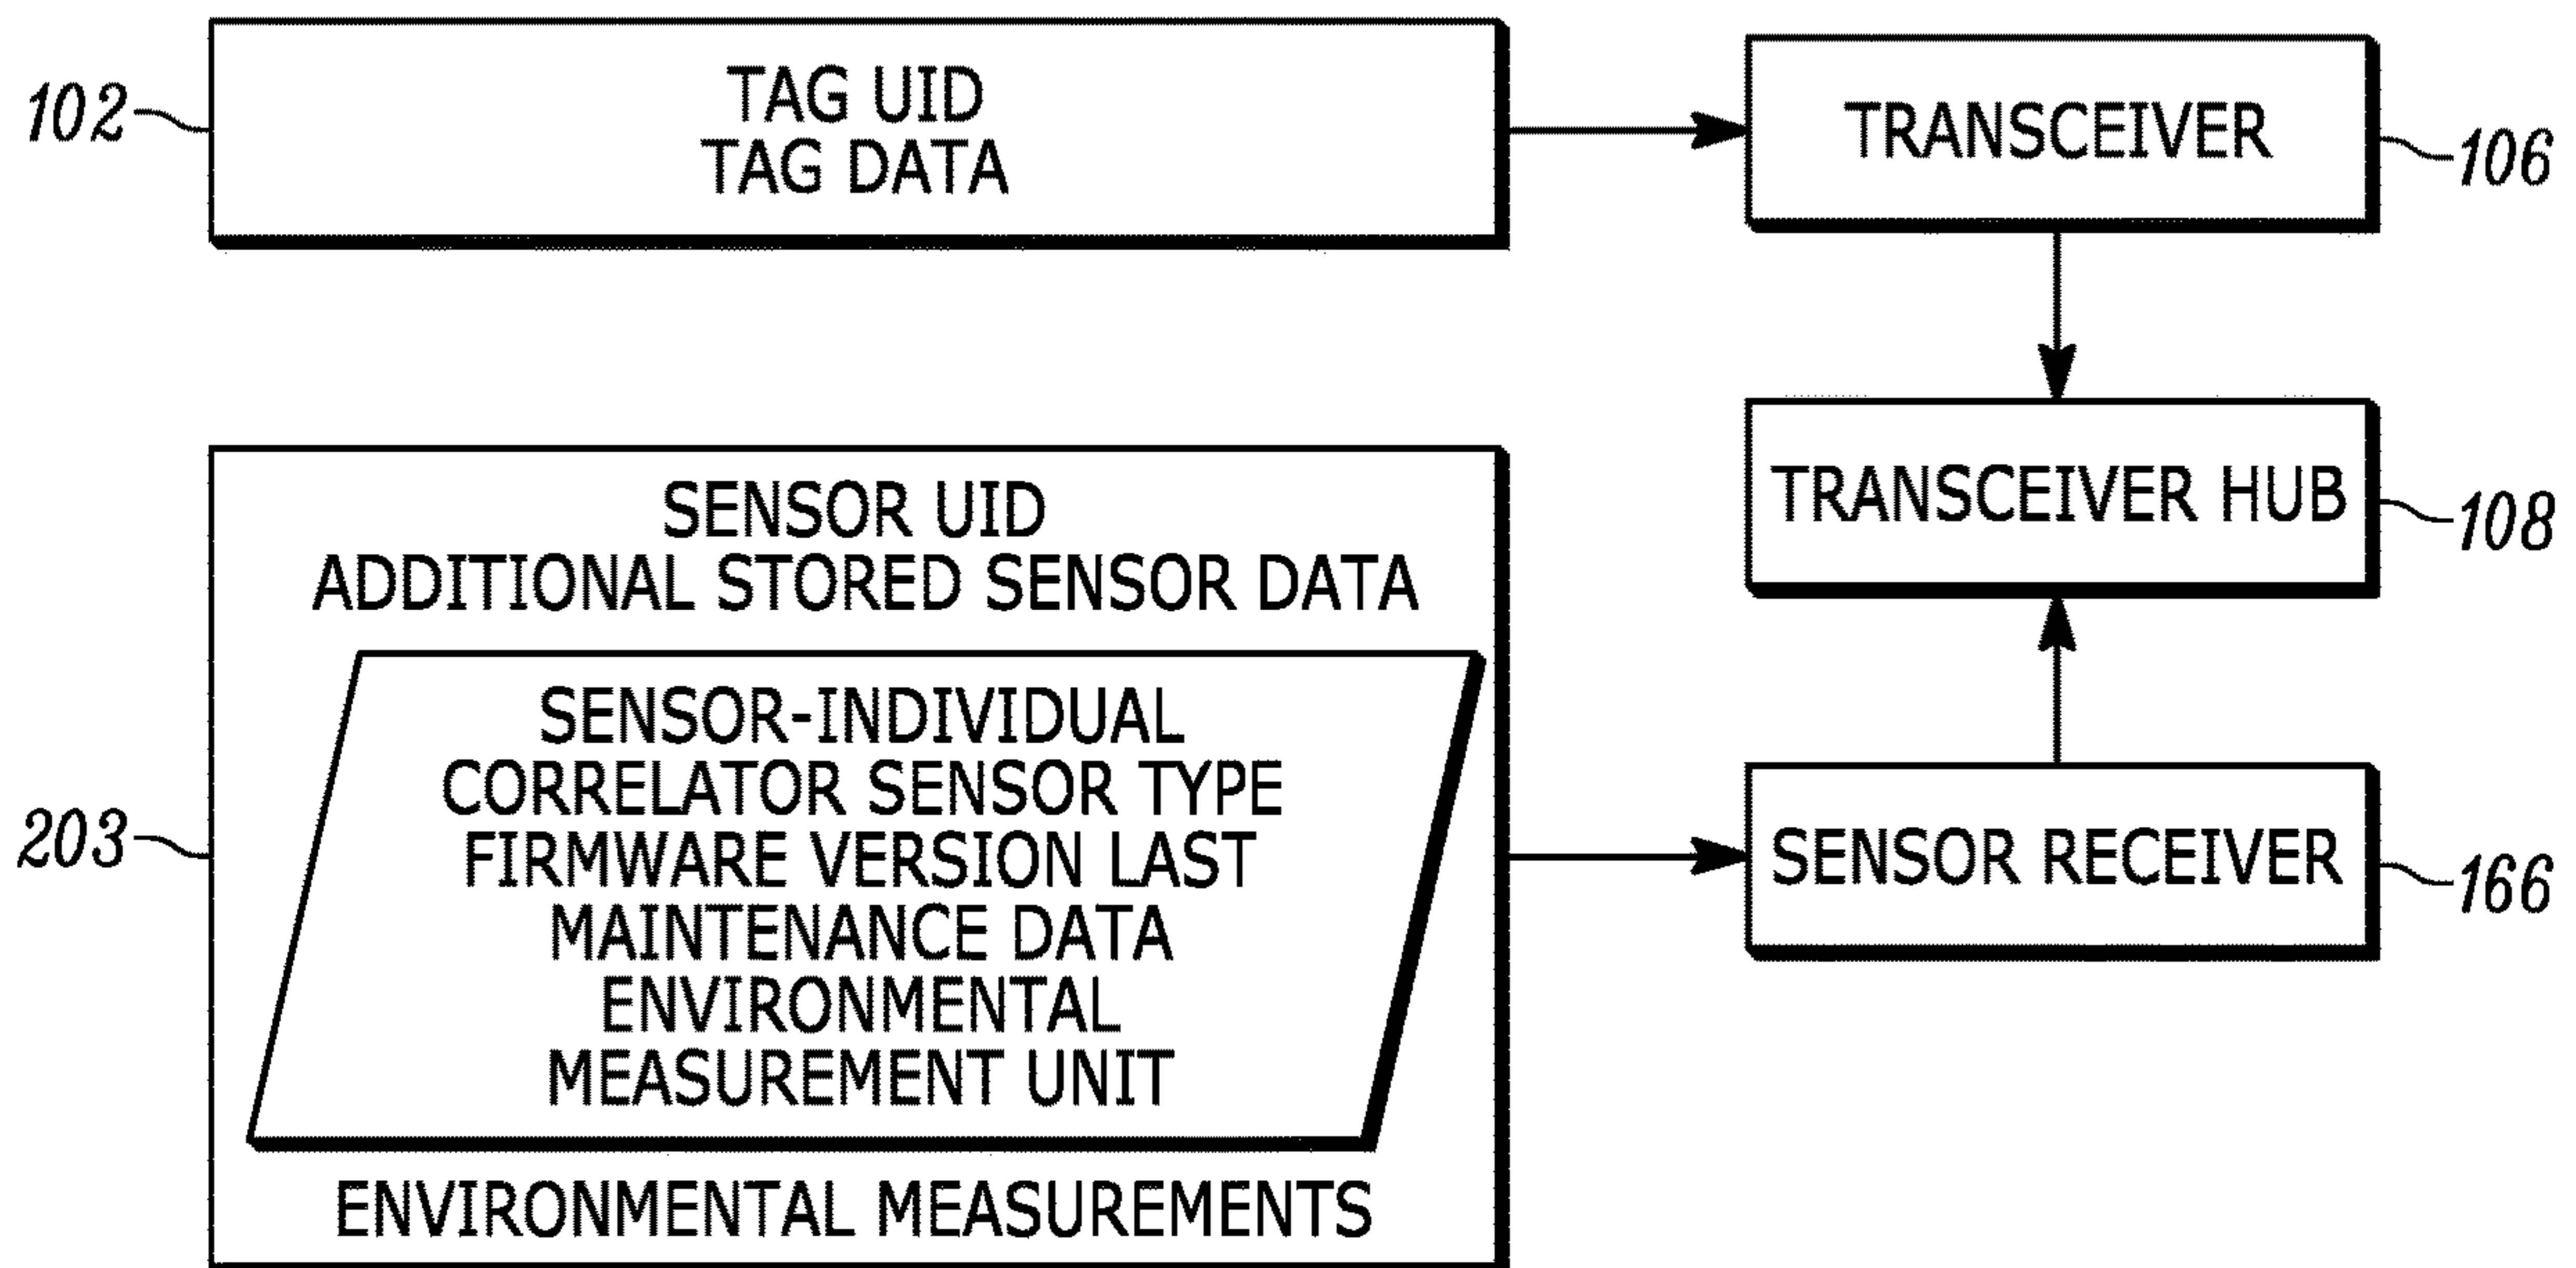 102
TAG UID
TAG DATA
TRANSCEIVER
106
TRANSCEIVER HUB
108
203
SENSOR UID
ADDITIONAL STORED SENSOR DATA
SENSOR-INDIVIDUAL
CORRELATOR SENSOR TYPE
FIRMWARE VERSION LAST
MAINTENANCE DATA
ENVIRONMENTAL
MEASUREMENT UNIT
ENVIRONMENTAL MEASUREMENTS
SENSOR RECEIVER
166